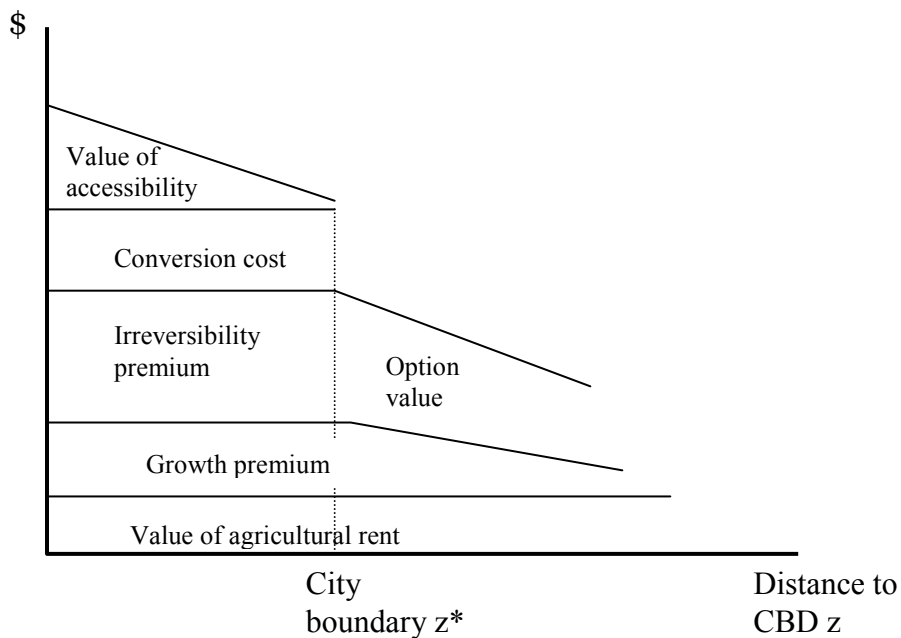 $
Value of
accessibility
Conversion cost
Irreversibility
premium
Option
value
Growth premium
Value of agricultural rent
City
boundary z*
Distance to
CBD z